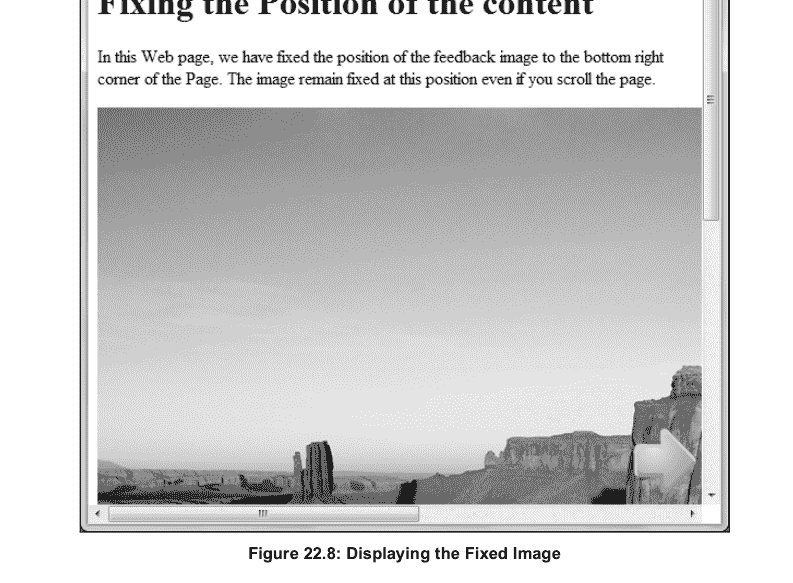 Fixing the Position of the content
In this Web page, we have fixed the position of the feedback image to the bottom right
corner of the Page. The image remain fixed at this position even if you scroll the page.
Figure 22.8: Displaying the Fixed Image